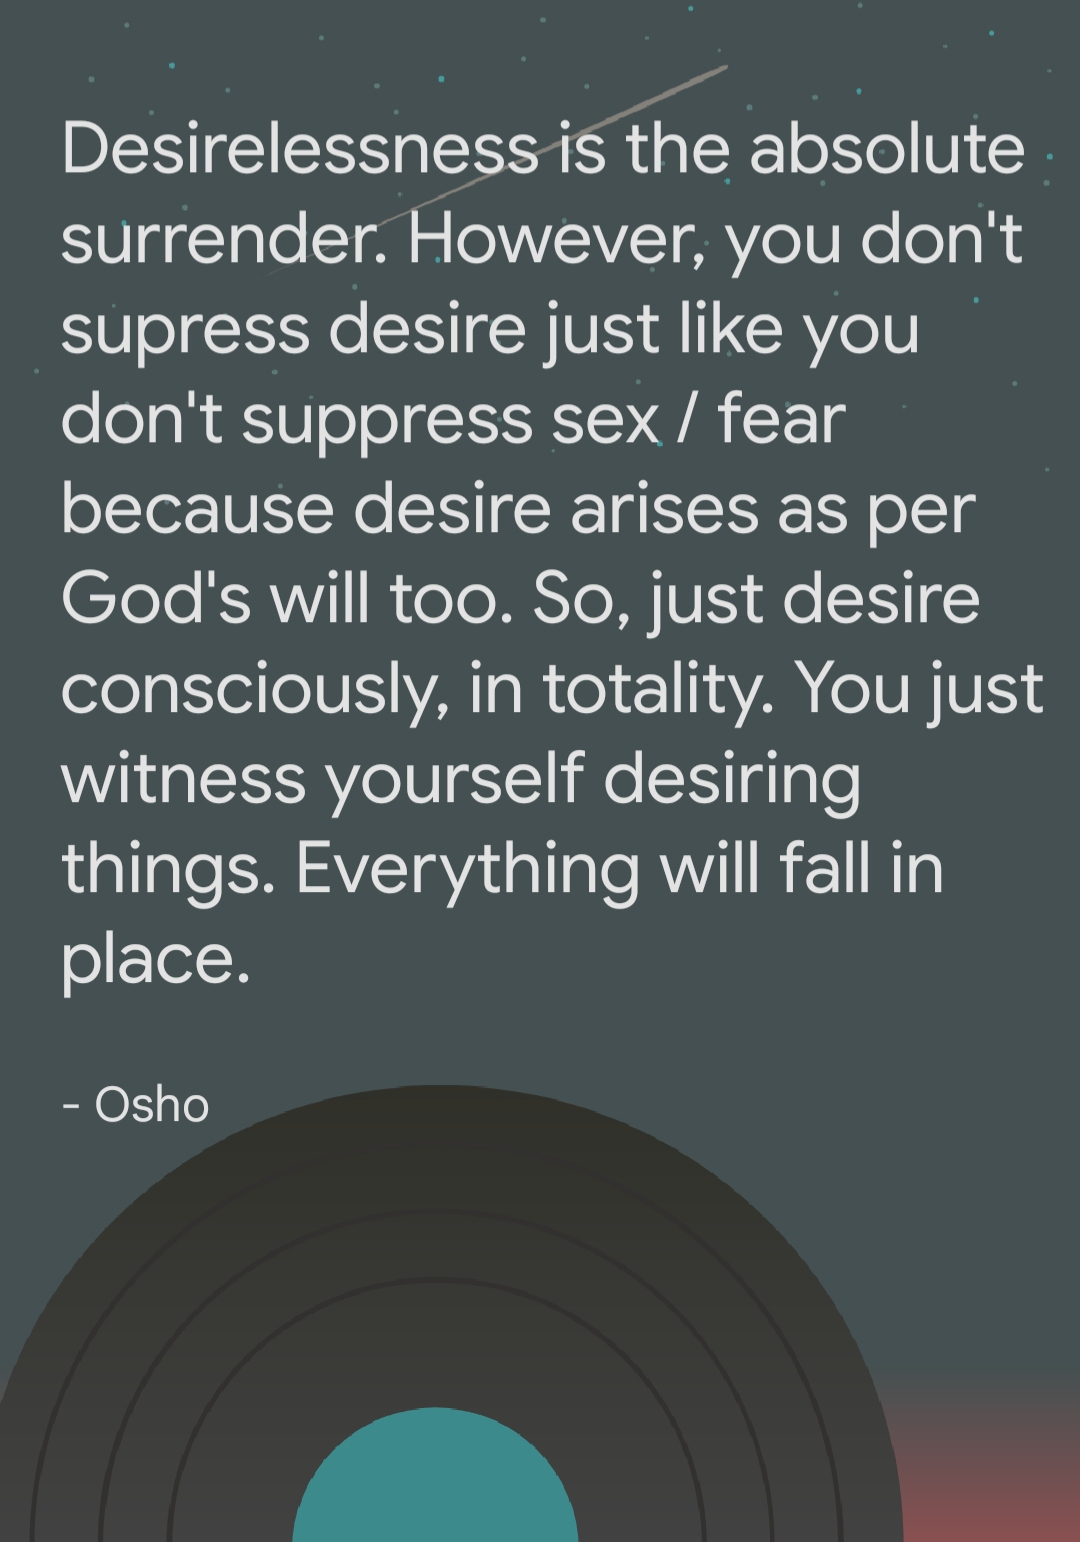 Desirelessness is the absolute
surrender. However, you don't
supress desire just like you
don't suppress sex / fear
because desire arises as per
God's will too. So, just desire
consciously, in totality. You just
witness yourself desiring
things. Everything will fall in
place.
- Osho